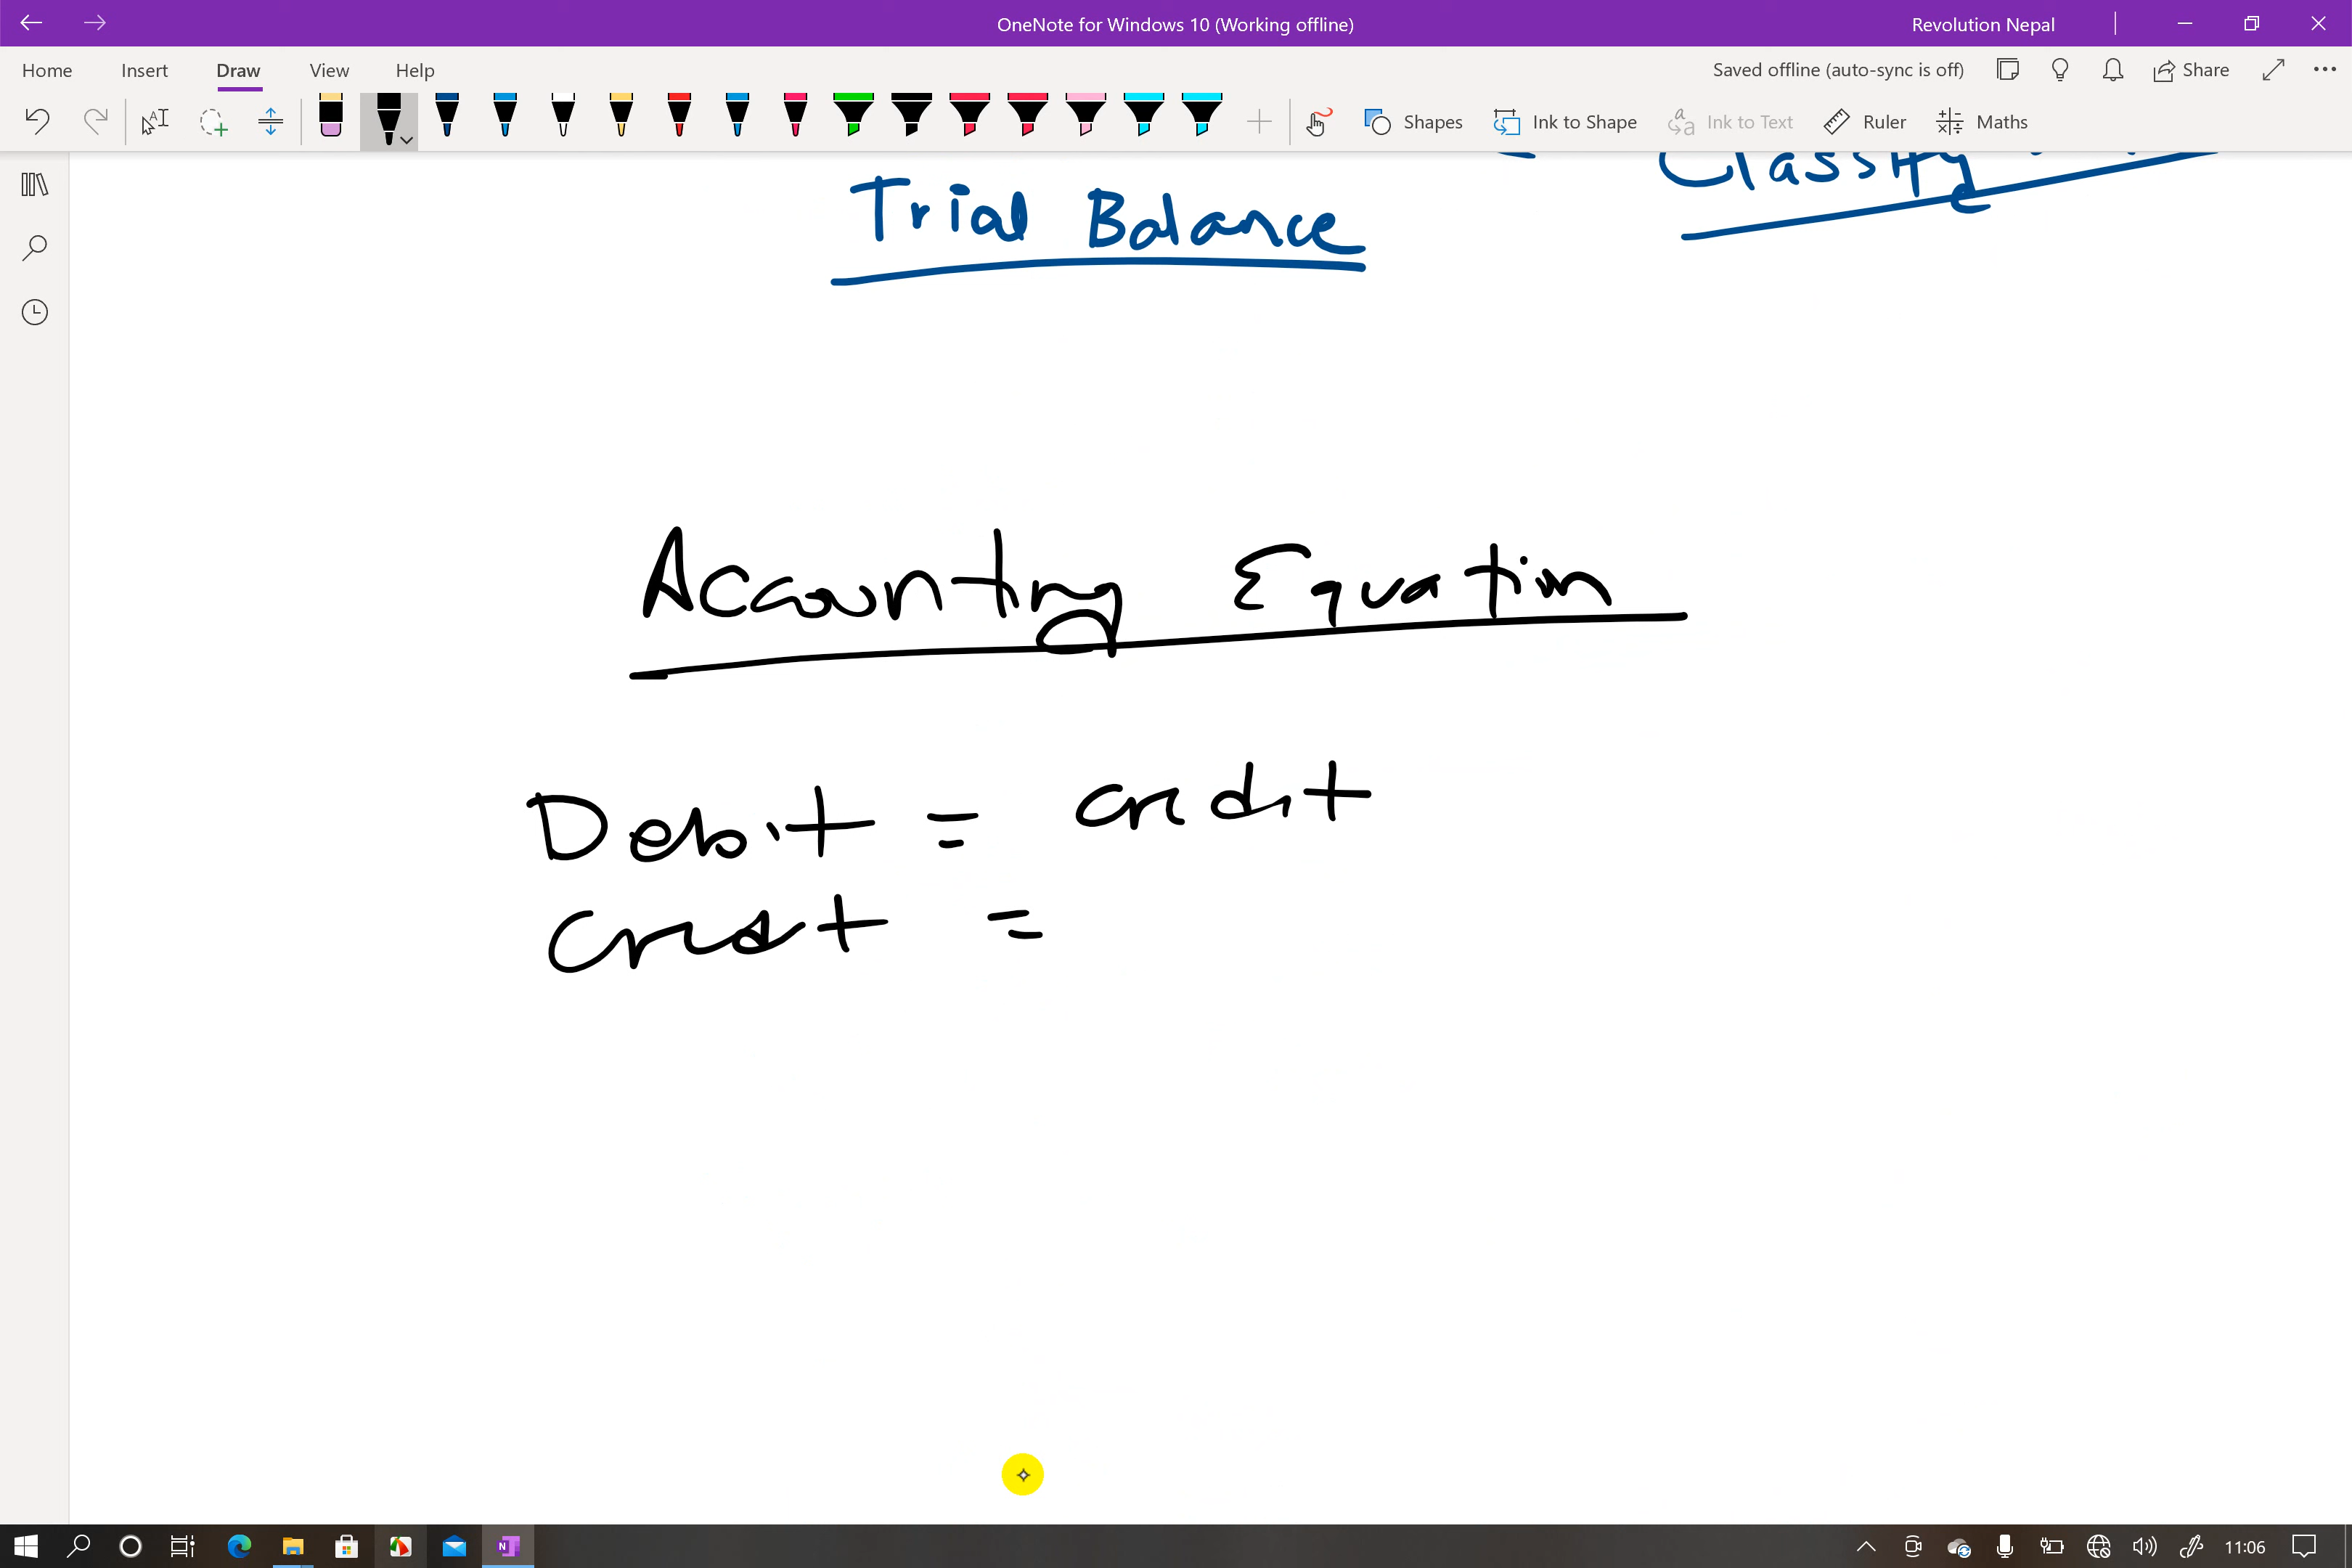 OneNote for Windows 10 (Working offline) Revolution Nepal
Home Insert Draw View Help Saved offline (auto-sync is off) Share
Shapes Ink to Shape Ink to Text Ruler Maths
= Classify
Trial Balance
Accounting Equation
Debit = credit
Credit =
11:06